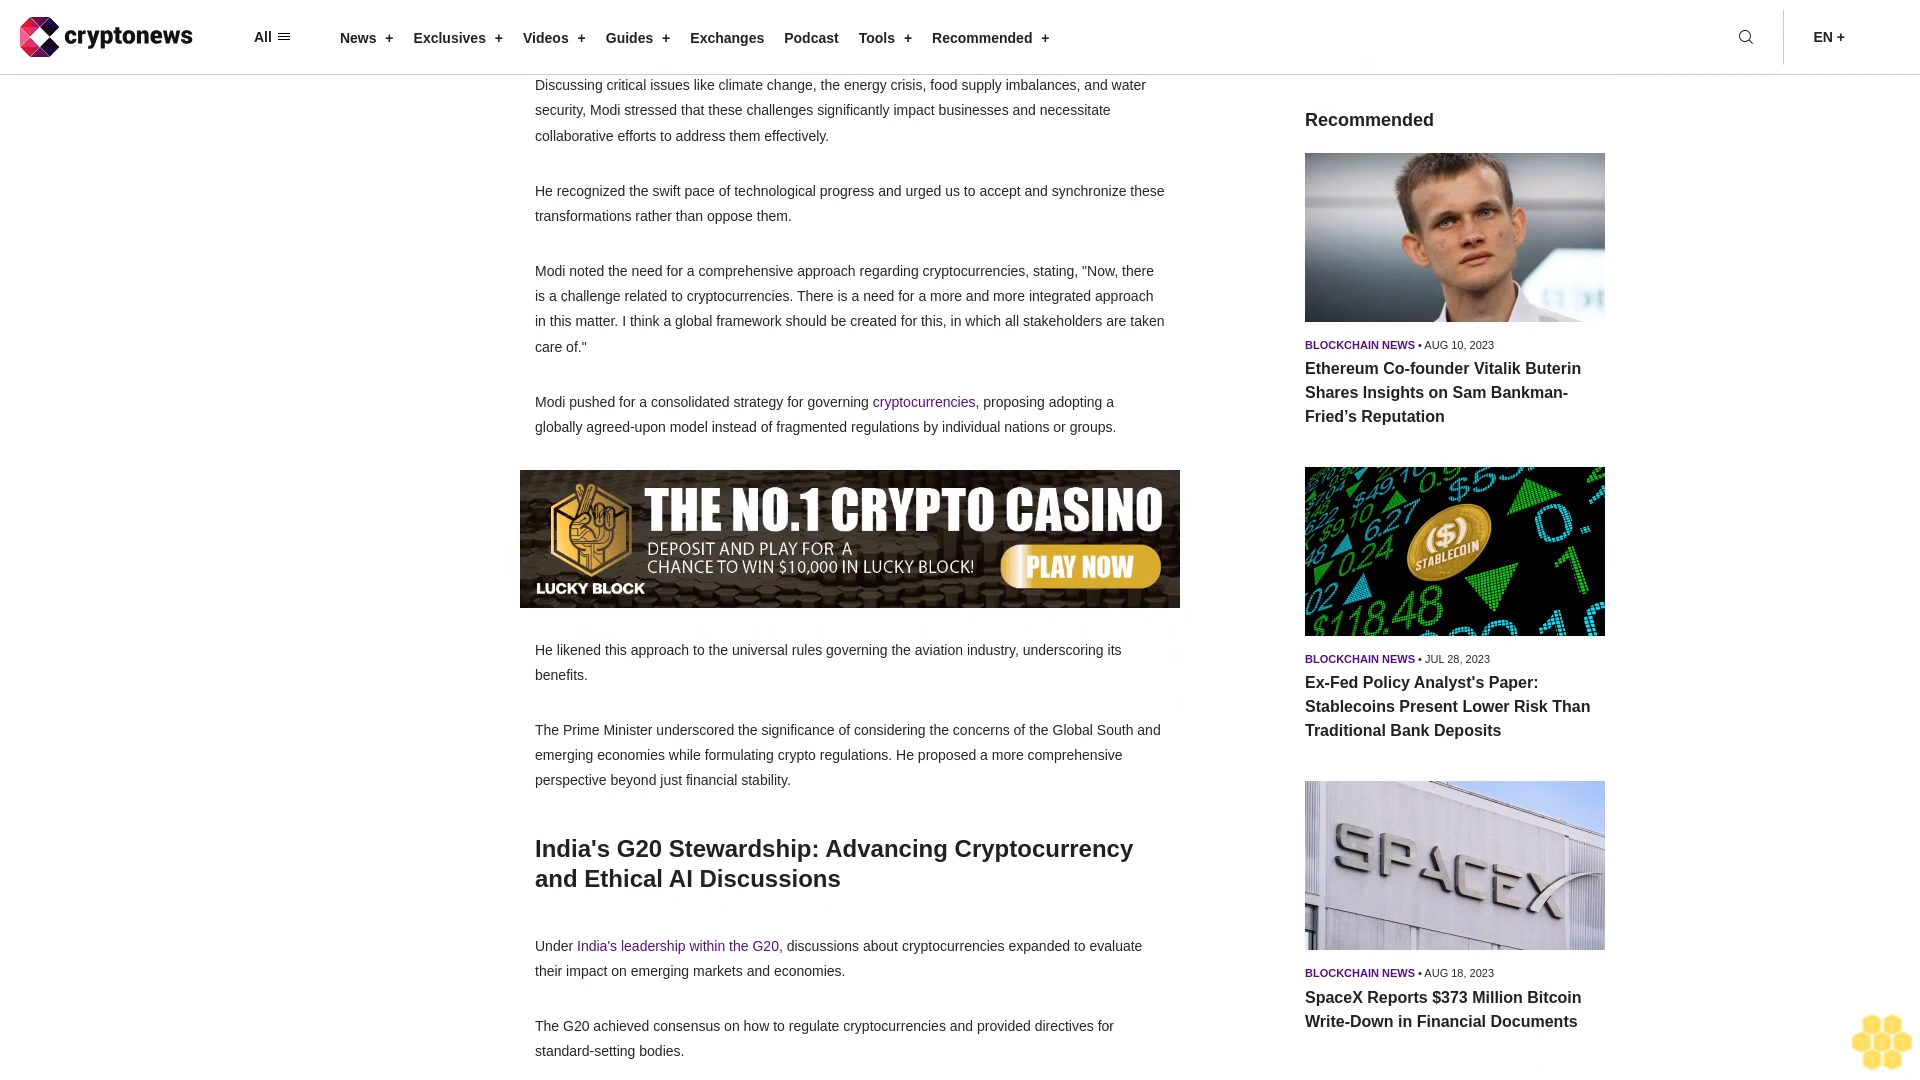 cryptonews
All
News +
Exclusives +
Videos +
Guides +
Exchanges
Podcast
Tools +
Recommended +
EN +
Discussing critical issues like climate change, the energy crisis, food supply imbalances, and water
security, Modi stressed that these challenges significantly impact businesses and necessitate
collaborative efforts to address them effectively.
He recognized the swift pace of technological progress and urged us to accept and synchronize these
transformations rather than oppose them.
Modi noted the need for a comprehensive approach regarding cryptocurrencies, stating, "Now, there
is a challenge related to cryptocurrencies. There is a need for a more and more integrated approach
in this matter. I think a global framework should be created for this, in which all stakeholders are taken
care of."
Modi pushed for a consolidated strategy for governing cryptocurrencies, proposing adopting a
globally agreed-upon model instead of fragmented regulations by individual nations or groups.
THE NO.1 CRYPTO CASINO
DEPOSIT AND PLAY FOR A
CHANCE TO WIN $10,000 IN LUCKY BLOCK!
PLAY NOW
LUCKY BLOCK
He likened this approach to the universal rules governing the aviation industry, underscoring its
benefits.
The Prime Minister underscored the significance of considering the concerns of the Global South and
emerging economies while formulating crypto regulations. He proposed a more comprehensive
perspective beyond just financial stability.
India's G20 Stewardship: Advancing Cryptocurrency
and Ethical AI Discussions
Under India's leadership within the G20, discussions about cryptocurrencies expanded to evaluate
their impact on emerging markets and economies.
The G20 achieved consensus on how to regulate cryptocurrencies and provided directives for
standard-setting bodies.
Recommended
BLOCKCHAIN NEWS • AUG 10, 2023
Ethereum Co-founder Vitalik Buterin
Shares Insights on Sam Bankman-
Fried’s Reputation
$9.10
6.27
0.24
($)
STABLECOIN
$118.48
BLOCKCHAIN NEWS • JUL 28, 2023
Ex-Fed Policy Analyst's Paper:
Stablecoins Present Lower Risk Than
Traditional Bank Deposits
SPACEX
BLOCKCHAIN NEWS • AUG 18, 2023
SpaceX Reports $373 Million Bitcoin
Write-Down in Financial Documents